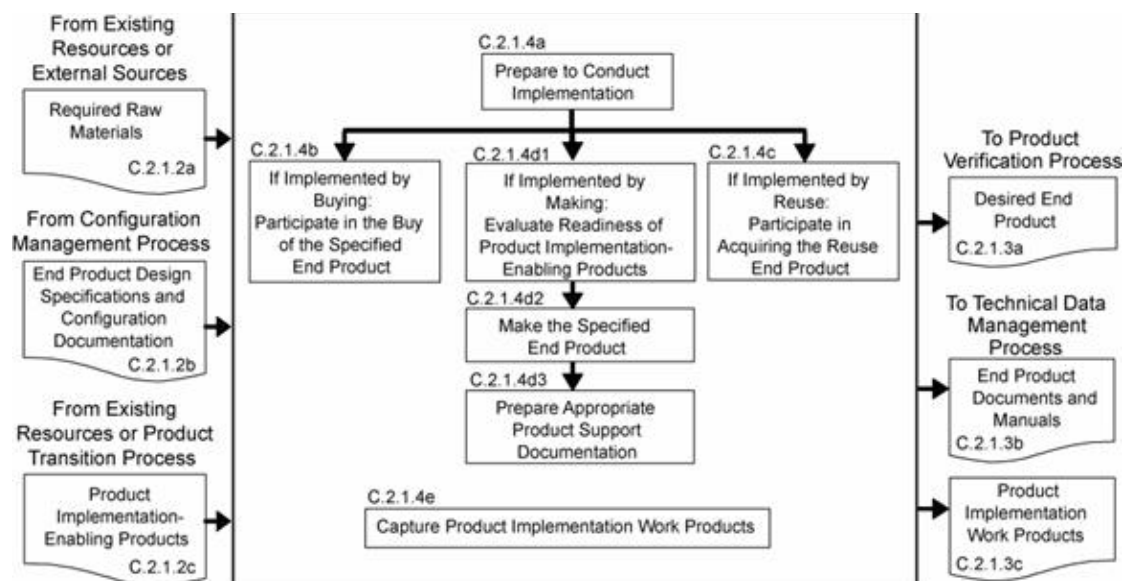 From Existing
Resources or
External Sources
Required Raw
Materials
C.2.1.2a
From Configuration
Management Process
End Product Design
Specifications and
Configuration
Documentation
C.2.1.2b
From Existing
Resources or Product
Transition Process
Product
Implementation-
Enabling Products
C.2.1.2c
C.2.1.4a
Prepare to Conduct
Implementation
C.2.1.4b
If Implemented by
Buying:
Participate in the Buy
of the Specified
End Product
C.2.1.4d1
If Implemented by
Making:
Evaluate Readiness of
Product Implementation-
Enabling Products
C.2.1.4c
If Implemented by
Reuse:
Participate in
Acquiring the Reuse
End Product
C.2.1.4d2
Make the Specified
End Product
C.2.1.4d3
Prepare Appropriate
Product Support
Documentation
C.2.1.4e
Capture Product Implementation Work Products
To Product
Verification Process
Desired End
Product
C.2.1.3a
To Technical Data
Management
Process
End Product
Documents and
Manuals
C.2.1.3b
Product
Implementation
Work Products
C.2.1.3c